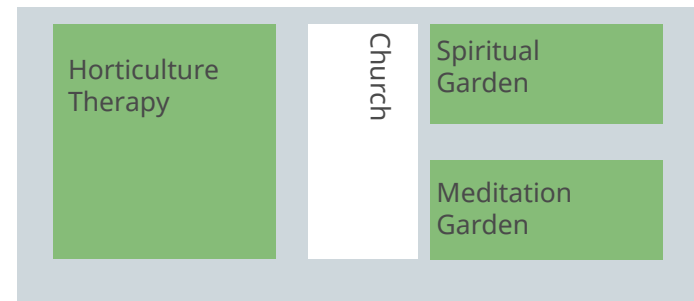 Horticulture
Therapy
Church
Spiritual
Garden
Meditation
Garden